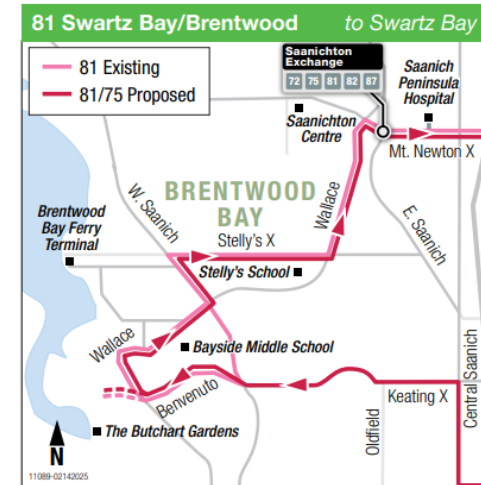 81 Swartz Bay/Brentwood to Swartz Bay
81 Existing
81/75 Proposed
Saanichton
Exchange
72 75 81 82 87
Saanich
Peninsula
Hospital
Saanichton
Centre
Mt. Newton X
W. Saanich
BRENTWOOD
BAY
Wallace
E. Saanich
Brentwood
Bay Ferry
Terminal
Stelly's X
Stelly's School
Wallace
Bayside Middle School
Benvenuto
Keating X
Central Saanich
Oldfield
The Butchart Gardens
N
11089-02142025